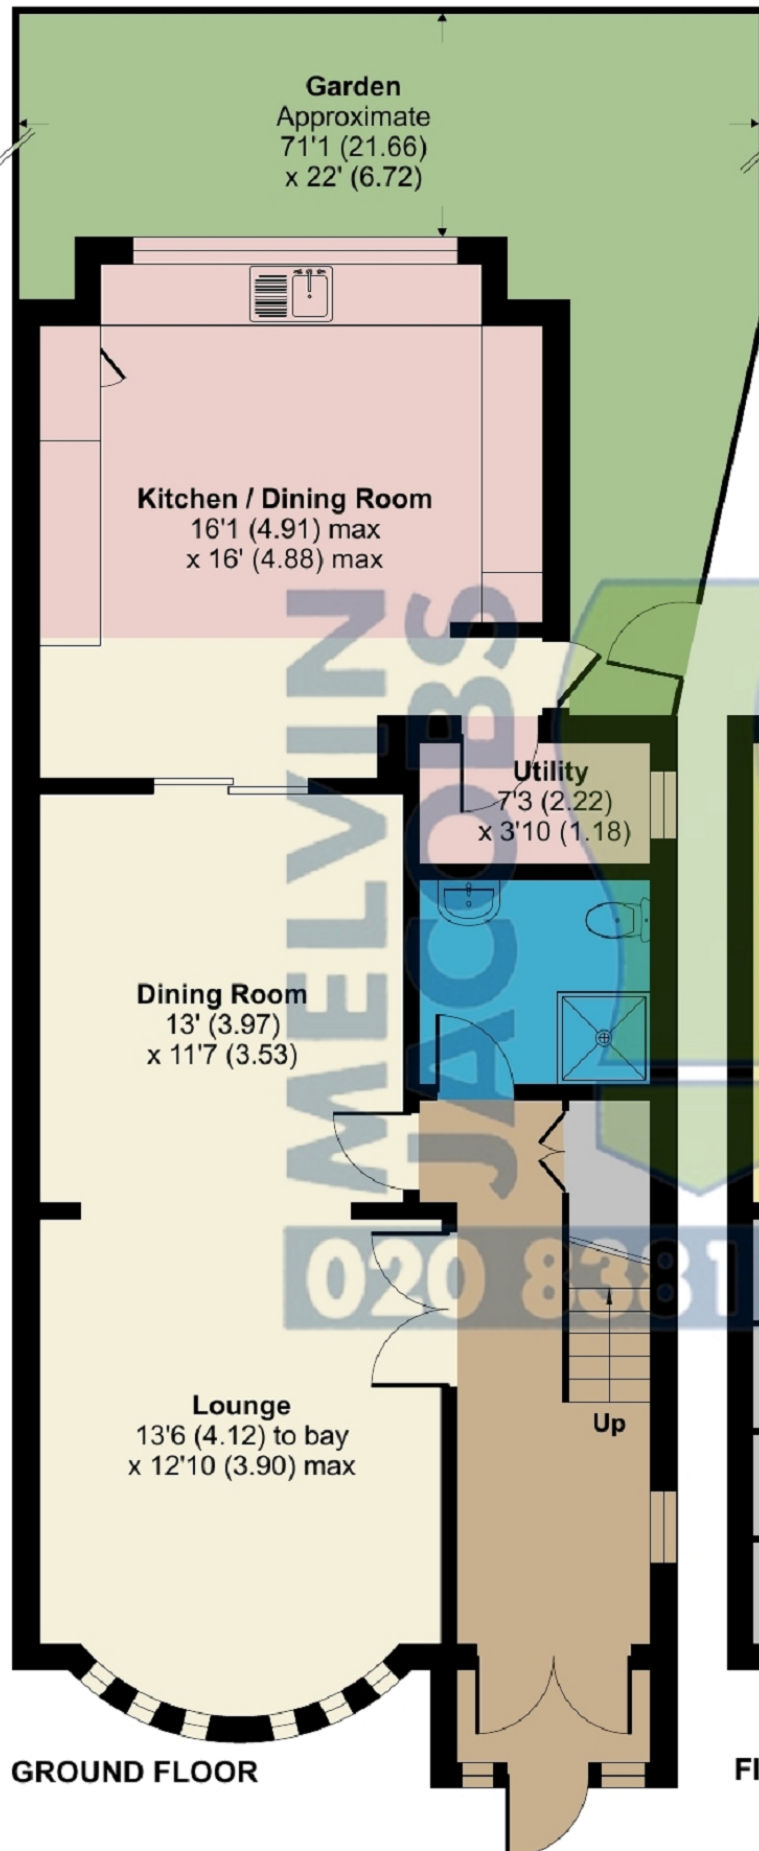 Garden
Approximate
71'1 (21.66)
x 22' (6.72)
Kitchen / Dining Room
16'1 (4.91) max
x 16' (4.88) max
Utility
7'3 (2.22)
x 3'10 (1.18)
MELVIN
JACOBS
Dining Room
13' (3.97)
x 11'7 (3.53)
020 8381
Lounge
13'6 (4.12) to bay
x 12'10 (3.90) max
Up
GROUND FLOOR